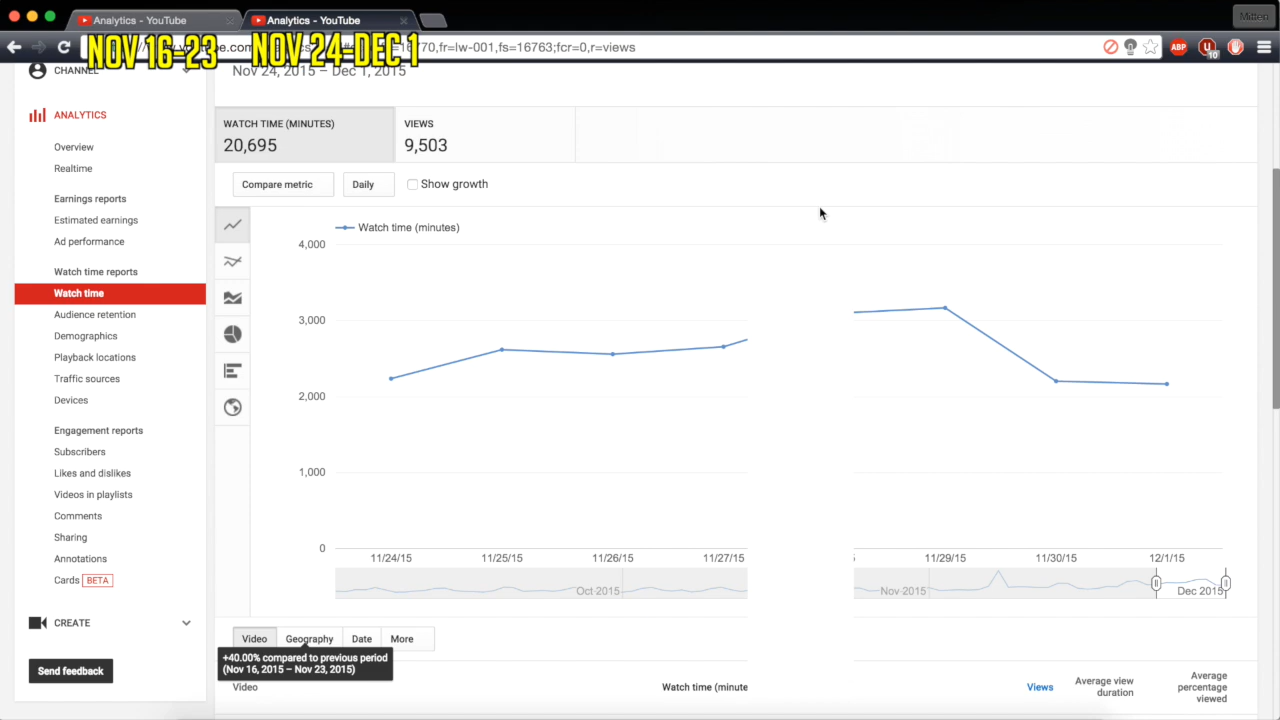 Analytics - YouTube
Analytics - YouTube
Mitten
NOV 16-23
NOV 24-DEC 1
.youtube.com
770,fr=lw-001,fs=16763;fcr=0,r=views
ABP
10
CHANNEL
Nov 24, 2015 – Dec 1, 2015
ANALYTICS
Overview
Realtime
Earnings reports
Estimated earnings
Ad performance
Watch time reports
Watch time
Audience retention
Demographics
Playback locations
Traffic sources
Devices
Engagement reports
Subscribers
Likes and dislikes
Videos in playlists
Comments
Sharing
Annotations
Cards BETA
CREATE
Send feedback
WATCH TIME (MINUTES)
20,695
VIEWS
9,503
Compare metric
Daily
Show growth
Watch time (minutes)
4,000
3,000
2,000
1,000
0
11/24/15
11/25/15
11/26/15
11/27/15
11/29/15
11/30/15
12/1/15
Oct 2015
Nov 2015
Dec 2015
Video
Geography
Date
More
+40.00% compared to previous period
(Nov 16, 2015 – Nov 23, 2015)
Video
Watch time (minute
Views
Average view
duration
Average
percentage
viewed